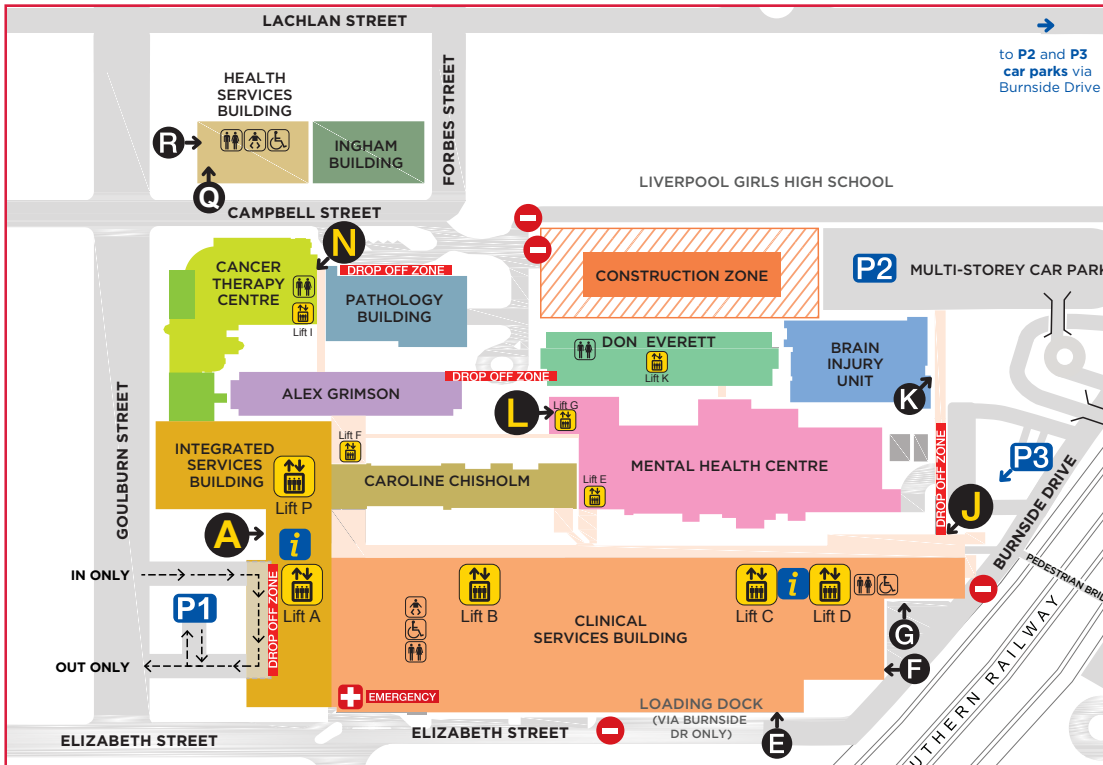 LACHLAN STREET
to P2 and P3
car parks via
Burnside Drive
HEALTH
SERVICES
BUILDING
FORBES STREET
R
INGHAM
BUILDING
Q
LIVERPOOL GIRLS HIGH SCHOOL
CAMPBELL STREET
N
CANCER
THERAPY
CENTRE
Lift I
DROP OFF ZONE
PATHOLOGY
BUILDING
CONSTRUCTION ZONE
P2
MULTI-STOREY CAR PARK
DON EVERETT
Lift K
BRAIN
INJURY
UNIT
K
ALEX GRIMSON
DROP OFF ZONE
L
Lift G
GOULBURN STREET
INTEGRATED
SERVICES
BUILDING
Lift P
Lift F
CAROLINE CHISHOLM
Lift E
MENTAL HEALTH CENTRE
DROP OFF ZONE
P3
J
BURNSIDE DRIVE
A
i
IN ONLY
P1
OUT ONLY
DROP OFF ZONE
Lift A
Lift B
CLINICAL
SERVICES BUILDING
Lift C
i
Lift D
G
F
PEDESTRIAN BRI
UTHERN RAILWAY
EMERGENCY
LOADING DOCK
(VIA BURNSIDE
DR ONLY)
E
ELIZABETH STREET
ELIZABETH STREET